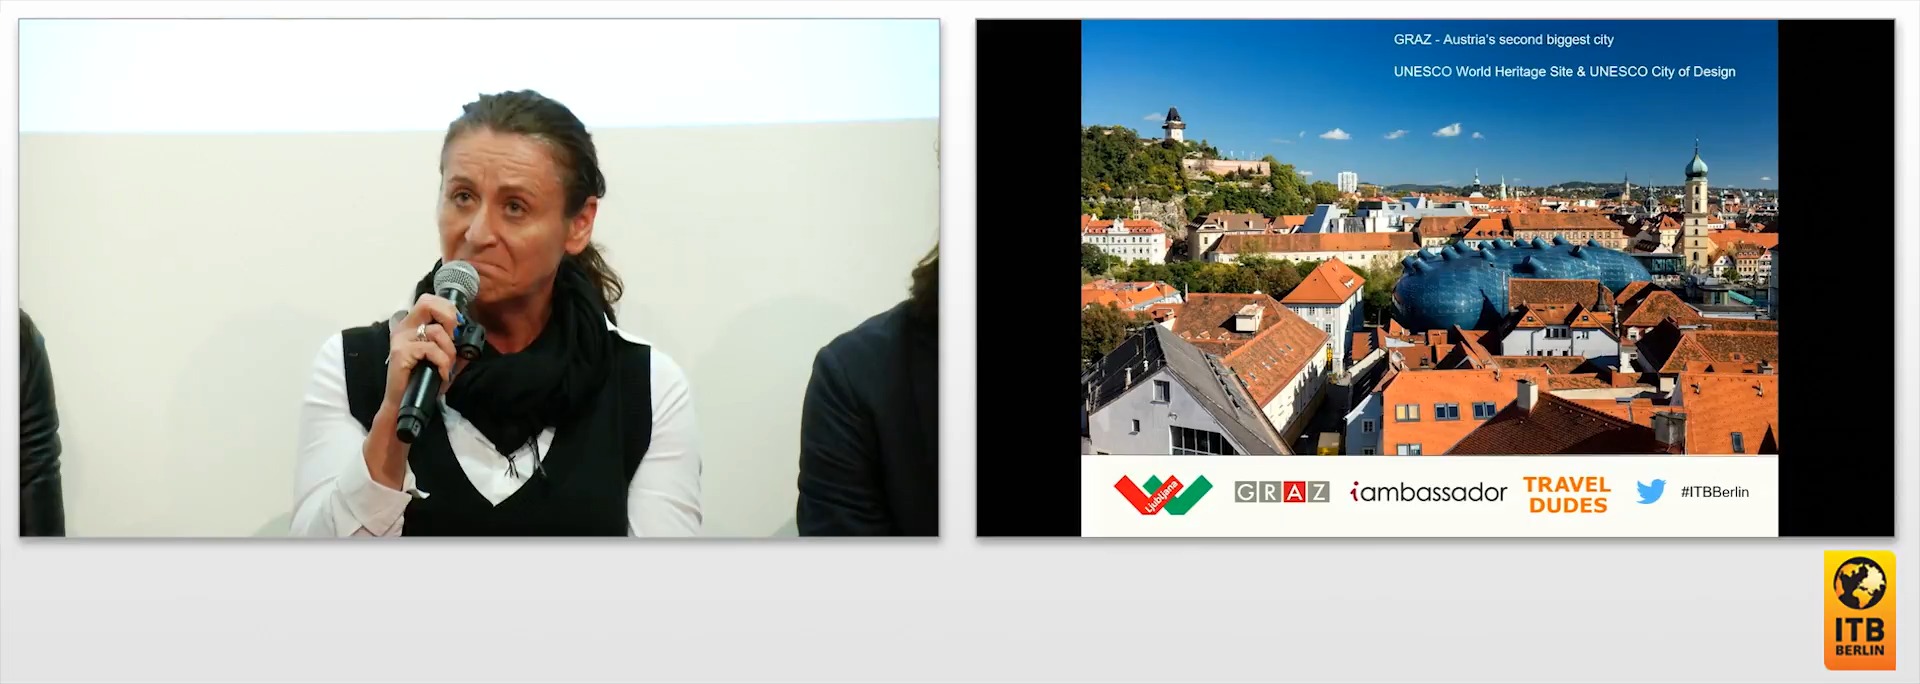 GRAZ - Austria's second biggest city
UNESCO World Heritage Site & UNESCO City of Design
Ljubljana
GRAZ
iambassador
TRAVEL
DUDES
#ITBBerlin
ITB
BERLIN